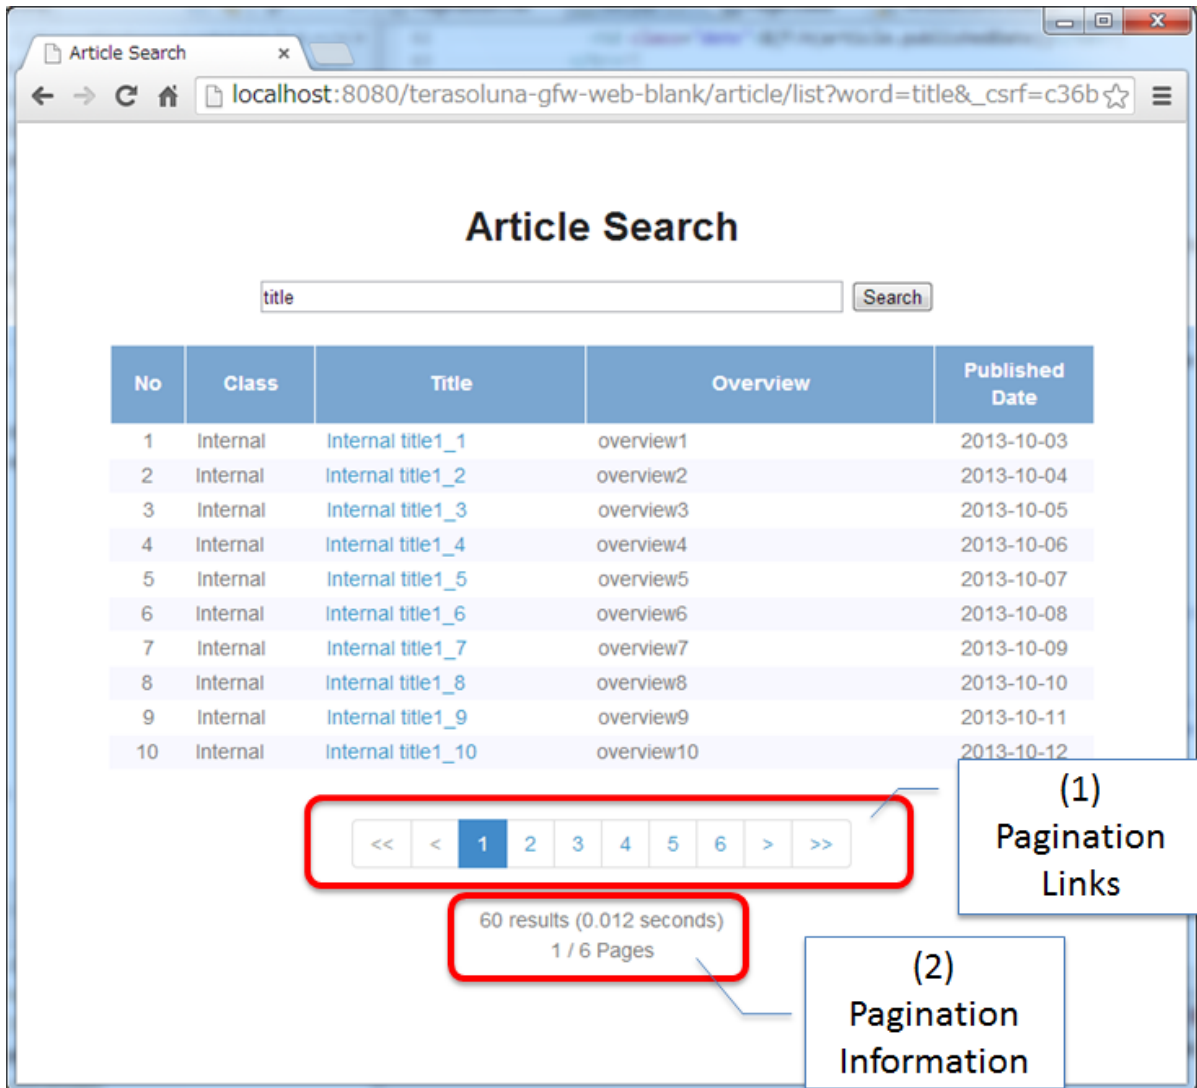 Article Search
localhost:8080/terasoluna-gfw-web-blank/article/list?word=title&_csrf=c36b
Article Search
title Search
No Class Title Overview Published Date
1 Internal Internal title1_1 overview1 2013-10-03
2 Internal Internal title1_2 overview2 2013-10-04
3 Internal Internal title1_3 overview3 2013-10-05
4 Internal Internal title1_4 overview4 2013-10-06
5 Internal Internal title1_5 overview5 2013-10-07
6 Internal Internal title1_6 overview6 2013-10-08
7 Internal Internal title1_7 overview7 2013-10-09
8 Internal Internal title1_8 overview8 2013-10-10
9 Internal Internal title1_9 overview9 2013-10-11
10 Internal Internal title1_10 overview10 2013-10-12
<< < 1 2 3 4 5 6 > >>
(1)
Pagination
Links
60 results (0.012 seconds)
1 / 6 Pages
(2)
Pagination
Information